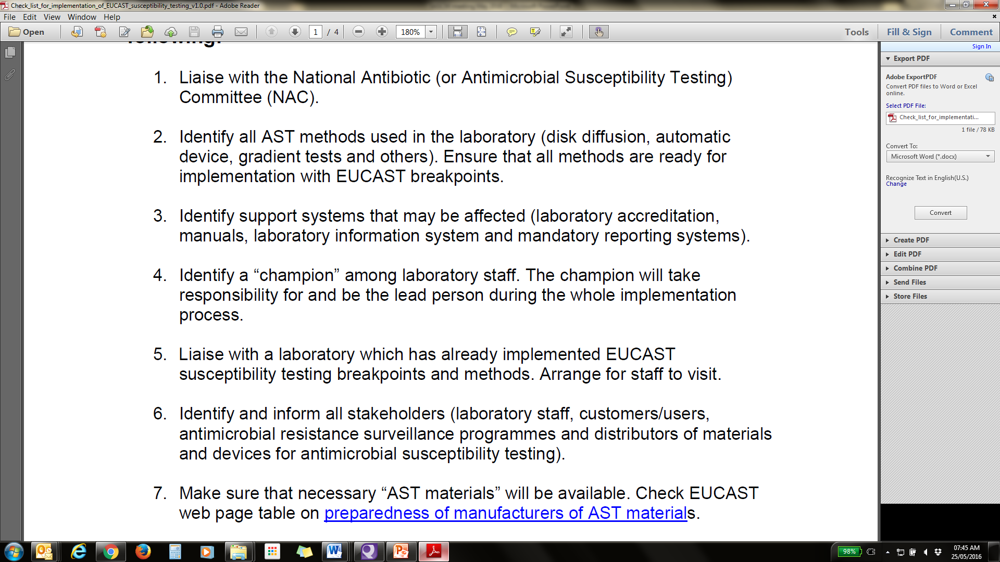 Check_list_for_implementation_of_EUCAST_susceptibility_testing_v1.0.pdf - Adobe Reader
File Edit View Window Help
Open 1 / 4 180% Tools Fill & Sign Comment
following:
1. Liaise with the National Antibiotic (or Antimicrobial Susceptibility Testing)
Committee (NAC).
2. Identify all AST methods used in the laboratory (disk diffusion, automatic
device, gradient tests and others). Ensure that all methods are ready for
implementation with EUCAST breakpoints.
3. Identify support systems that may be affected (laboratory accreditation,
manuals, laboratory information system and mandatory reporting systems).
4. Identify a “champion” among laboratory staff. The champion will take
responsibility for and be the lead person during the whole implementation
process.
5. Liaise with a laboratory which has already implemented EUCAST
susceptibility testing breakpoints and methods. Arrange for staff to visit.
6. Identify and inform all stakeholders (laboratory staff, customers/users,
antimicrobial resistance surveillance programmes and distributors of materials
and devices for antimicrobial susceptibility testing).
7. Make sure that necessary “AST materials” will be available. Check EUCAST
web page table on preparedness of manufacturers of AST materials.
Sign In
Export PDF
Adobe ExportPDF
Convert PDF files to Word or Excel
online.
Select PDF File:
Check_list_for_implementati...
1 file / 78 KB
Convert To:
Microsoft Word (*.docx)
Recognize Text in English(U.S.)
Change
Convert
Create PDF
Edit PDF
Combine PDF
Send Files
Store Files
98%
07:45 AM
25/05/2016